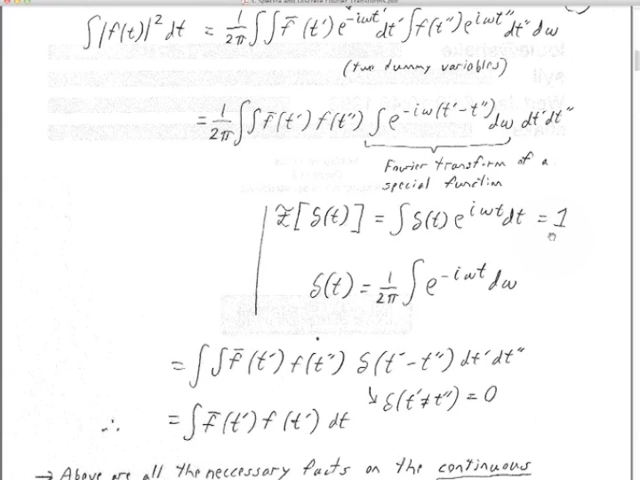 ∫|f(t)|² dt = 1/2π ∫∫ f̄(t′) e^{-iωt′} dt′ ∫ f(t″) e^{iωt″} dt″ dω
(two dummy variables)
= 1/2π ∫∫ f̄(t′) f(t″) ∫ e^{-iω(t′-t″)} dω dt′dt″
Fourier transform of a
special function
F[δ(t)] = ∫ δ(t) e^{iωt} dt = 1
δ(t) = 1/2π ∫ e^{-iωt} dω
= ∫∫ f̄(t′) f(t″) δ(t′-t″) dt′dt″
↘ δ(t′≠t″) = 0
∴ = ∫ f̄(t′) f(t′) dt
→ Above are all the neccessary facts on the continuous